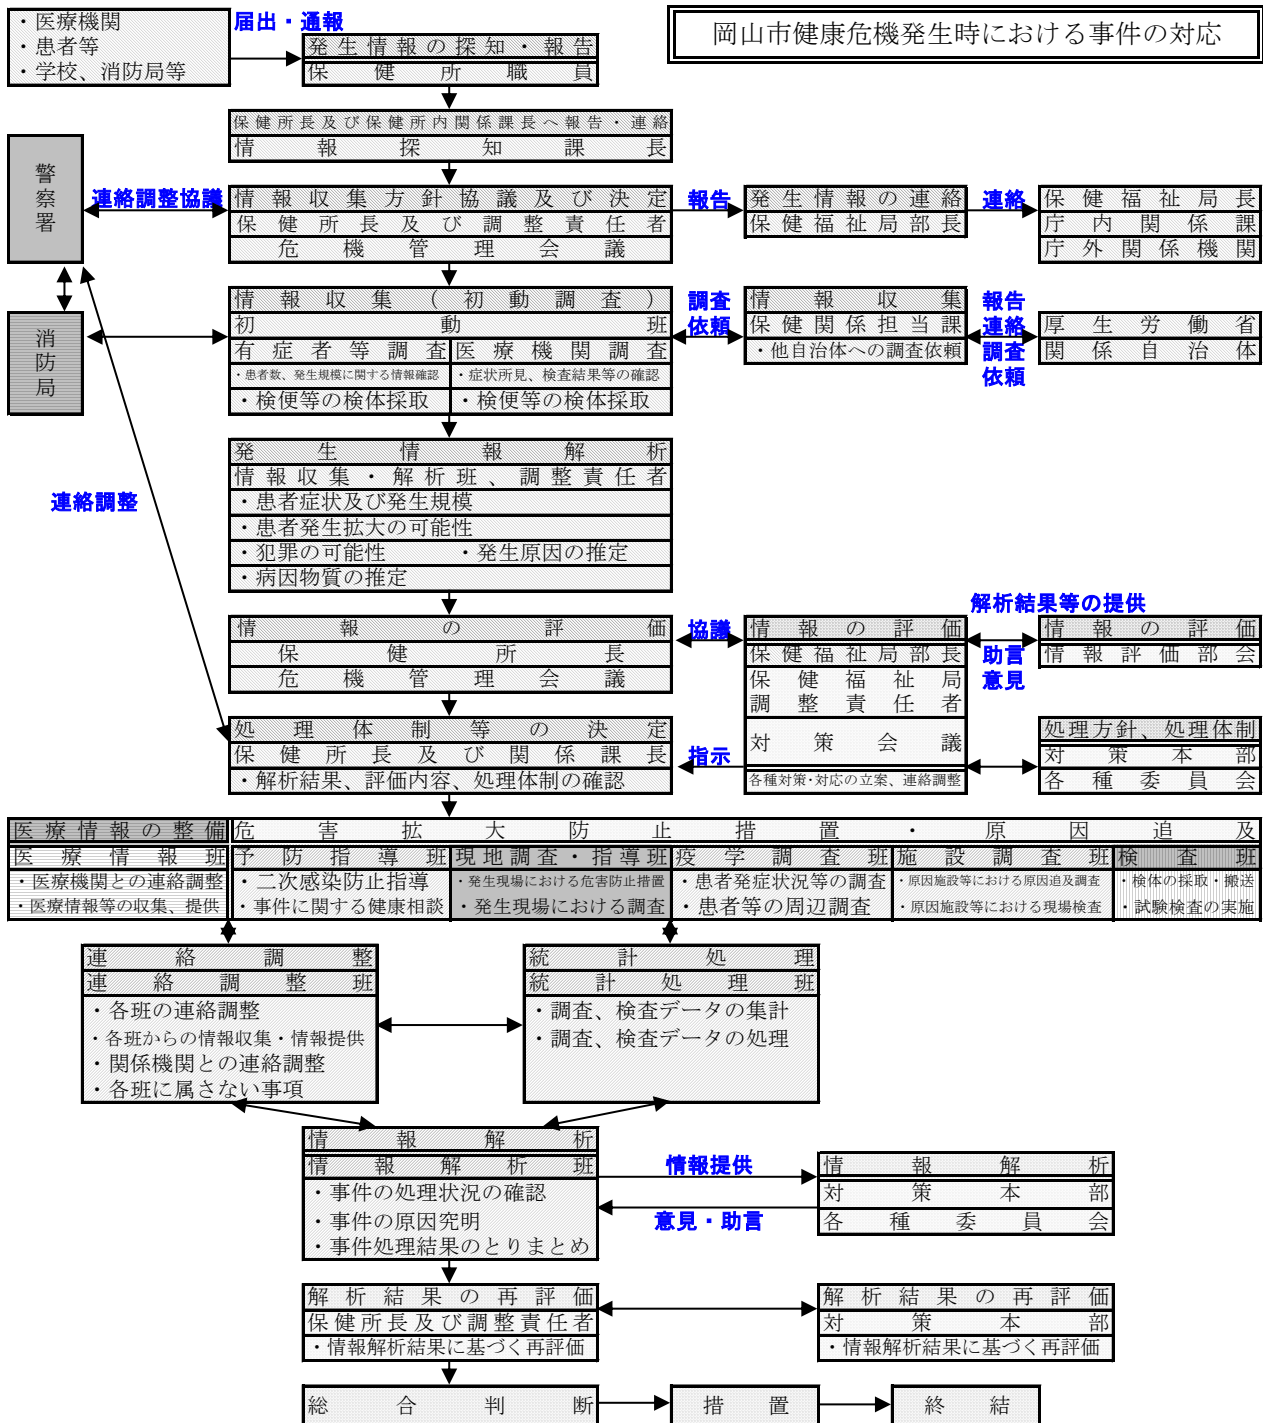 ・医療機関
・患者等
・学校、消防局等
届出・通報
発生情報の探知・報告
保健所職員
岡山市健康危機発生時における事件の対応
保健所長及び保健所内関係課長へ報告・連絡
情報探知課長
警察署
連絡調整協議
情報収集方針協議及び決定
保健所長及び調整責任者
危機管理会議
報告
発生情報の連絡
保健福祉局部長
連絡
保健福祉局長
庁内関係課
庁外関係機関
消防局
情報収集(初動調査)
初動班
有症者等調査
医療機関調査
・患者数、発生規模に関する情報確認
・症状所見、検査結果等の確認
・検便等の検体採取
・検便等の検体採取
調査
依頼
情報収集
保健関係担当課
・他自治体への調査依頼
報告
連絡
調査
依頼
厚生労働省
関係自治体
発生情報解析
情報収集・解析班、調整責任者
・患者症状及び発生規模
・患者発生拡大の可能性
・犯罪の可能性 ・発生原因の推定
・病因物質の推定
連絡調整
情報の評価
保健所長
危機管理会議
協議
情報の評価
保健福祉局部長
保健福祉局
調整責任者
対策会議
各種対策・対応の立案、連絡調整
解析結果等の提供
助言
意見
情報の評価
情報評価部会
処理体制等の決定
保健所長及び関係課長
・解析結果、評価内容、処理体制の確認
指示
処理方針、処理体制
対策本部
各種委員会
医療情報の整備
危害拡大防止措置・原因追及
医療情報班
予防指導班
現地調査・指導班
疫学調査班
施設調査班
検査班
・医療機関との連絡調整
・二次感染防止指導
・発生現場における危害防止措置
・患者発症状況等の調査
・原因施設等における原因追及調査
・検体の採取・搬送
・医療情報等の収集、提供
・事件に関する健康相談
・発生現場における調査
・患者等の周辺調査
・原因施設等における現場検査
・試験検査の実施
連絡調整
連絡調整班
・各班の連絡調整
・各班からの情報収集・情報提供
・関係機関との連絡調整
・各班に属さない事項
統計処理
統計処理班
・調査、検査データの集計
・調査、検査データの処理
情報解析
情報解析班
・事件の処理状況の確認
・事件の原因究明
・事件処理結果のとりまとめ
情報提供
意見・助言
情報解析
対策本部
各種委員会
解析結果の再評価
保健所長及び調整責任者
・情報解析結果に基づく再評価
解析結果の再評価
対策本部
・情報解析結果に基づく再評価
総合判断
措置
終結